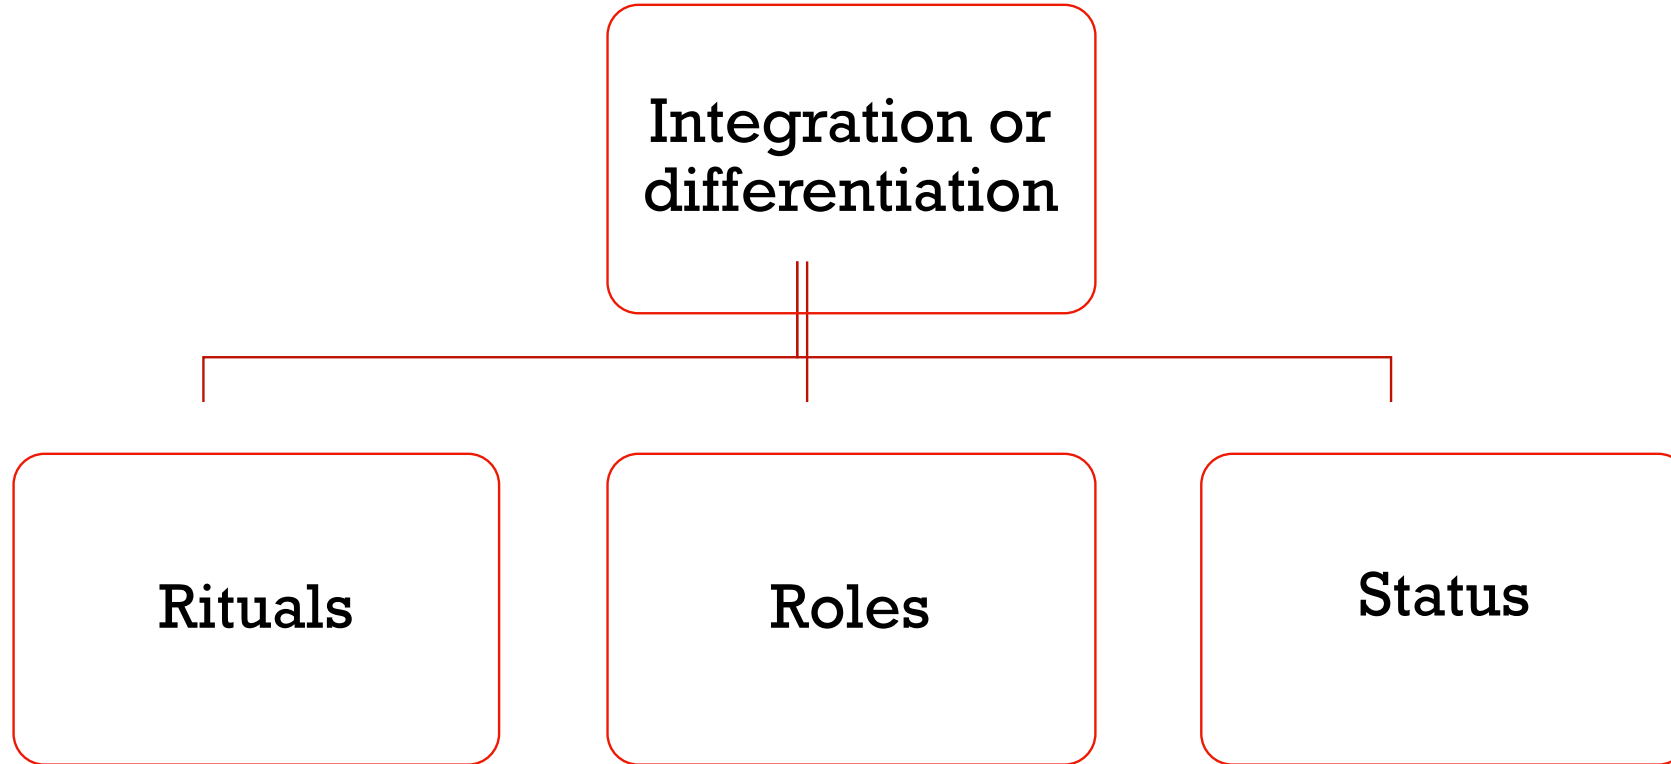 Integration or
differentiation
Rituals
Roles
Status